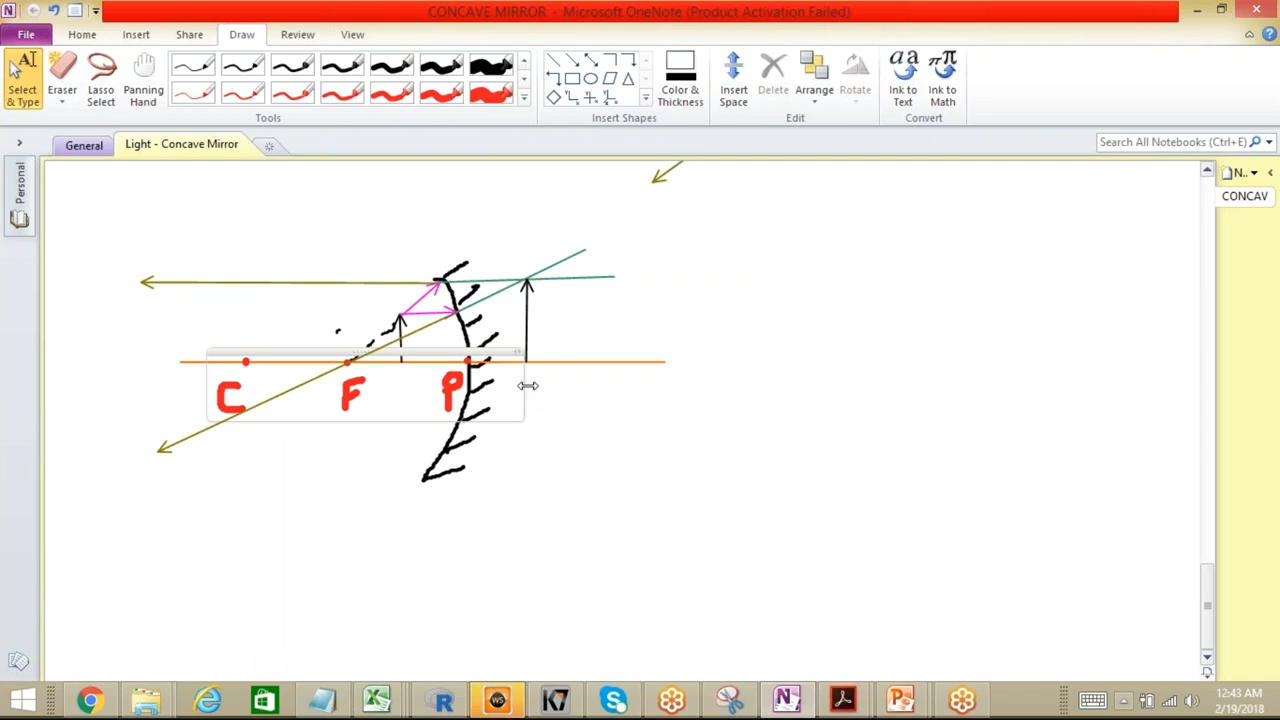 CONCAVE MIRROR - Microsoft OneNote (Product Activation Failed)
File Home Insert Share Draw Review View
Select & Type
Eraser
Lasso Select
Panning Hand
Color & Thickness
Insert Space
Delete
Arrange
Rotate
Ink to Text
Ink to Math
Tools
Insert Shapes
Edit
Convert
General
Light - Concave Mirror
Search All Notebooks (Ctrl+E)
Personal
N..
CONCAV
C F P
12:43 AM
2/19/2018